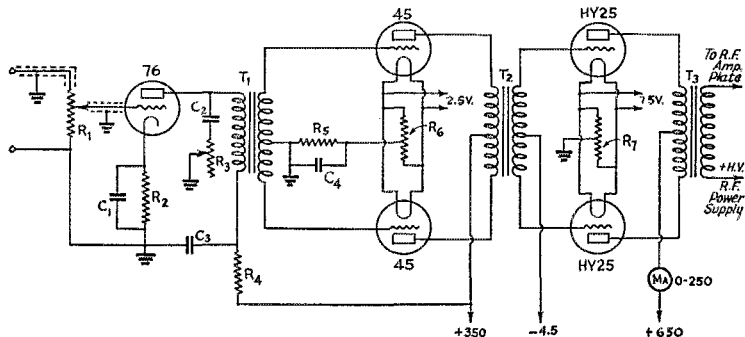 76
45
HY25
T1
T2
T3
To R.F.
Amp.
Plate
C2
2.5V.
7.5V.
R1
R5
R6
R7
R3
C4
+H.V.
R.F.
Power
Supply
C1
R2
C3
R4
45
HY25
MA 0-250
+350
-4.5
+650